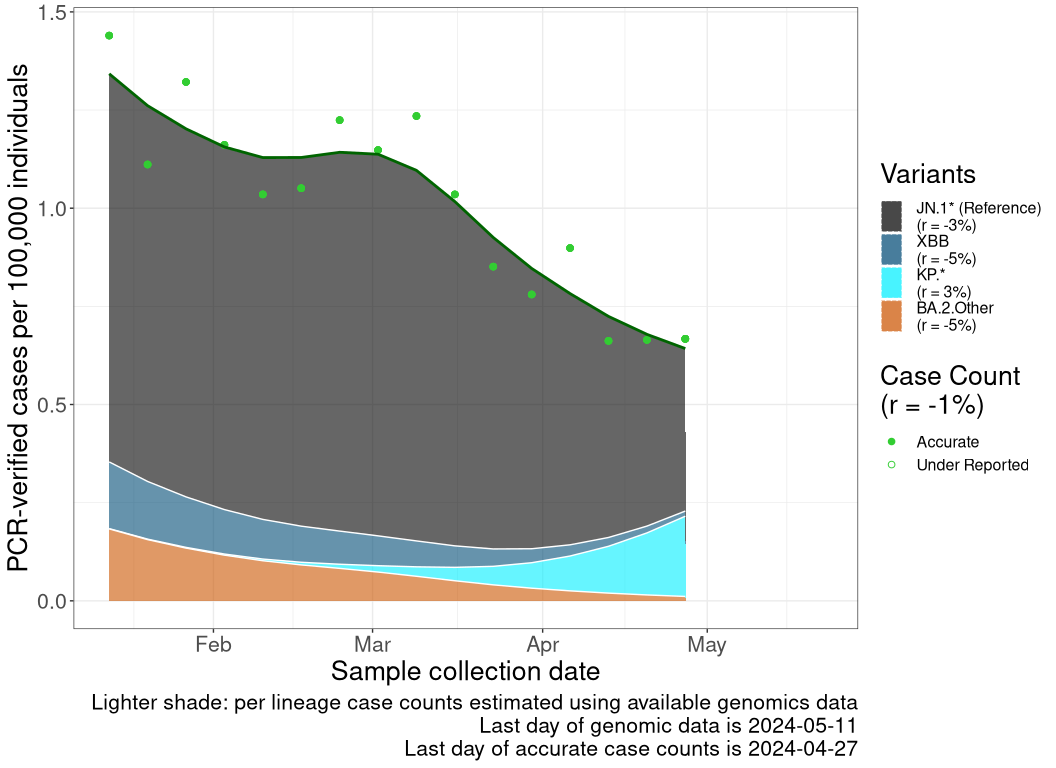 1.5
1.0
0.5
0.0
PCR-verified cases per 100,000 individuals
Feb
Mar
Apr
May
Sample collection date
Lighter shade: per lineage case counts estimated using available genomics data
Last day of genomic data is 2024-05-11
Last day of accurate case counts is 2024-04-27
Variants
JN.1* (Reference)
(r = -3%)
XBB
(r = -5%)
KP.*
(r = 3%)
BA.2.Other
(r = -5%)
Case Count
(r = -1%)
Accurate
Under Reported